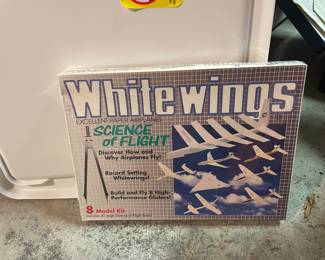 Whitewings
EXCELLENT PAPER AIRPLANES
SCIENCE
of FLIGHT
Discover How and
Why Airplanes Fly!
Record Setting
Whitewings!
Build and Fly 8 High
Performance Gliders!
8 Model Kit